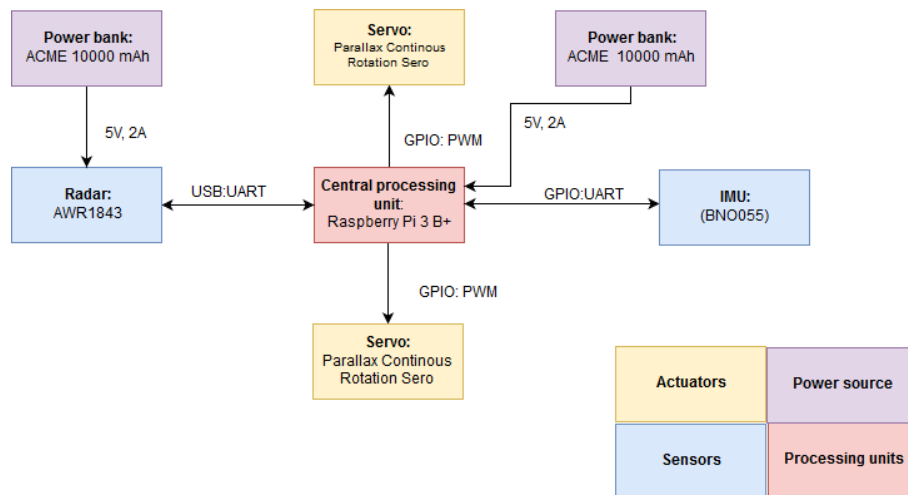 Power bank:
ACME 10000 mAh
Servo:
Parallax Continous
Rotation Sero
Power bank:
ACME 10000 mAh
5V, 2A
5V, 2A
GPIO: PWM
Radar:
AWR1843
USB:UART
Central processing
unit:
Raspberry Pi 3 B+
GPIO:UART
IMU:
(BNO055)
GPIO: PWM
Servo:
Parallax Continous
Rotation Sero
Actuators
Power source
Sensors
Processing units